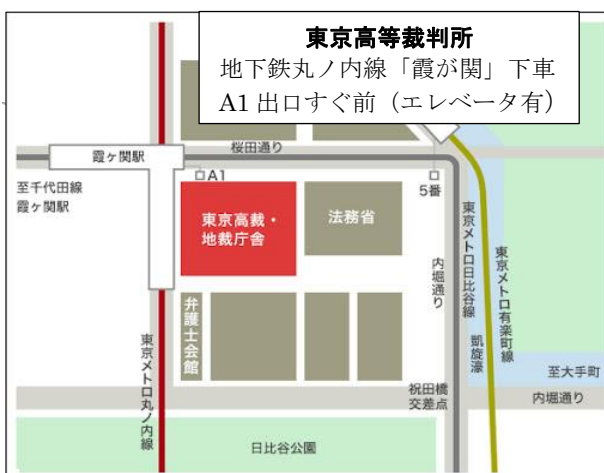 東京高等裁判所
地下鉄丸ノ内線「霞が関」下車
A1 出口すぐ前（エレベータ有）
桜田通り
霞ヶ関駅
A1
5番
至千代田線
霞ヶ関駅
東京高裁・
地裁庁舎
法務省
内堀通り
東京メトロ日比谷線
東京メトロ有楽町線
凱旋濠
弁護士会館
東京メトロ丸ノ内線
至大手町
祝田橋
交差点
内堀通り
日比谷公園